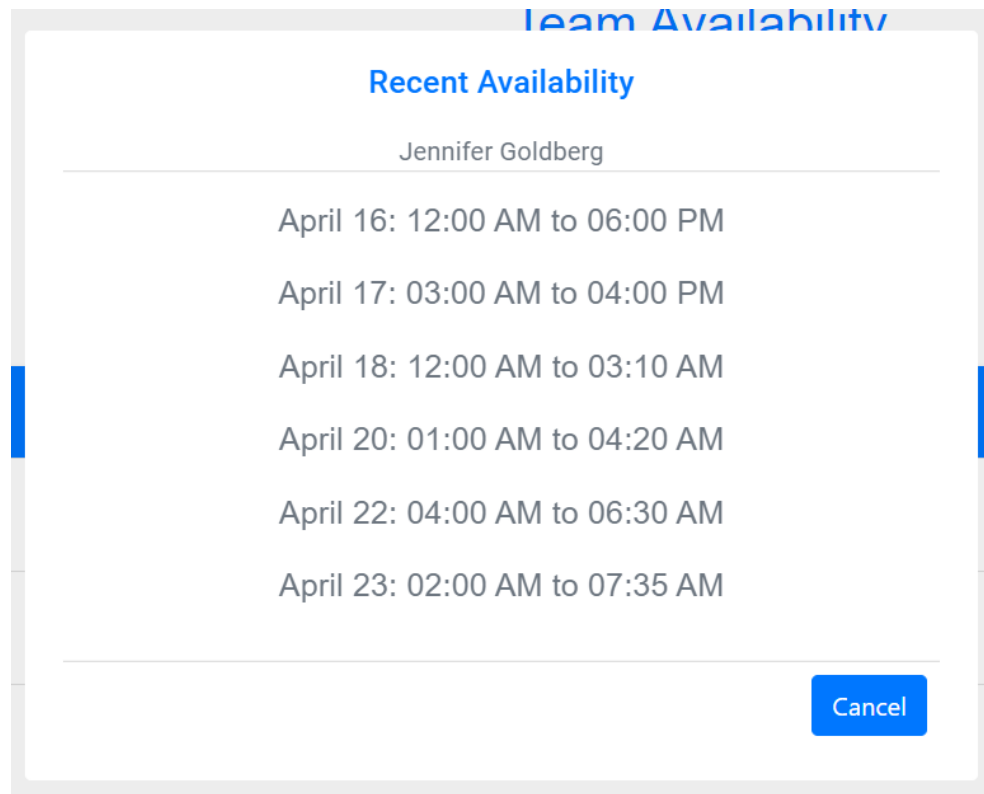 Team Availability
Recent Availability
Jennifer Goldberg
April 16: 12:00 AM to 06:00 PM
April 17: 03:00 AM to 04:00 PM
April 18: 12:00 AM to 03:10 AM
April 20: 01:00 AM to 04:20 AM
April 22: 04:00 AM to 06:30 AM
April 23: 02:00 AM to 07:35 AM
Cancel